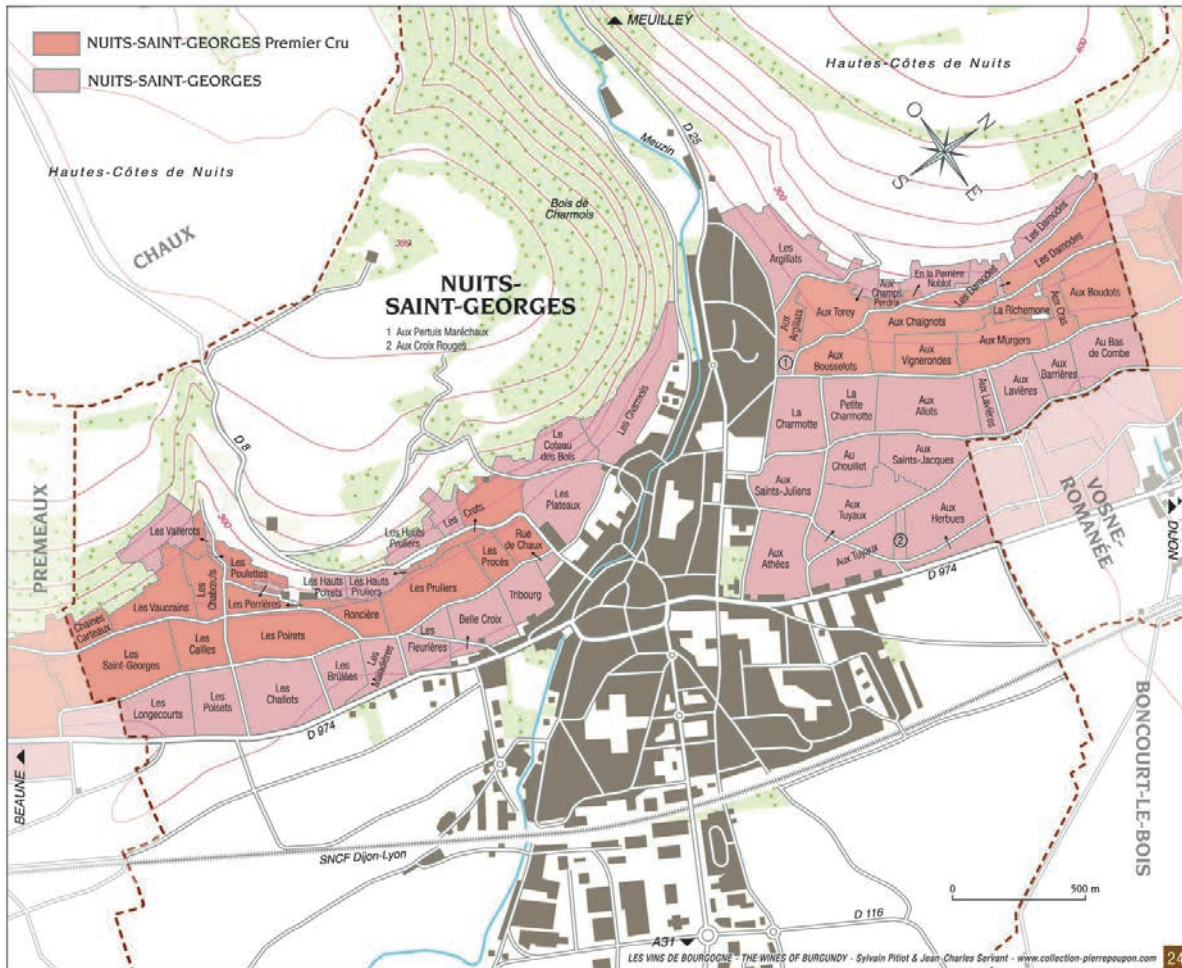 NUITS-SAINT-GEORGES Premier Cru
NUITS-SAINT-GEORGES
MEUILLEY
Hautes-Côtes de Nuits
400
O
N
S
E
D 25
Meuzin
Hautes-Côtes de Nuits
Bois de
Charmois
300
CHAUX
399
NUITS-
SAINT-GEORGES
1 Aux Pertuis Maréchaux
2 Aux Croix Rouges
Les
Argillats
Aux
Champs
Perdrix
En la Perrière
Noblot
Les Damodes
Les Damodes
Les Damodes
Aux
Argillats
Aux Torey
Aux Chaignots
La Richemone
Aux Cras
Aux Boudots
1
Aux
Bousselots
Aux
Vignerondes
Aux Murgers
Aux Lavières
Aux
Lavières
Aux
Barrières
Au Bas
de Combe
La
Charmotte
La
Petite
Charmotte
Aux
Allots
Au
Chouillet
Aux
Saints-Jacques
Aux
Saints-Juliens
Aux
Tuyaux
2
Aux
Herbues
Aux
Athées
Aux Tuyaux
D 974
VOSNE-
ROMANÉE
DIJON
D 8
Les Charmois
Le
Coteau
des Bois
Les
Plateaux
PREMEAUX
300
Les Vallerots
Les Hauts
Pruliers
Les Crots
Rue
de Chaux
Les
Poulettes
Les Chabœufs
Les Hauts
Poirets
Les Hauts
Pruliers
Les
Procès
Chaines
Carteaux
Les Vaucrains
Les Perrières
Roncière
Les Pruliers
Tribourg
Les
Saint-Georges
Les
Cailles
Les Poirets
Les
Fleurières
Belle Croix
Les
Longecourts
Les
Poisets
Les
Chaliots
Les
Brûlées
Les
Maladières
D 974
BEAUNE
BONCOURT-LE-BOIS
SNCF Dijon-Lyon
0
500 m
D 116
A31
LES VINS DE BOURGOGNE - THE WINES OF BURGUNDY - Sylvain Pitiot & Jean-Charles Servant - www.collection-pierrepoupon.com
24